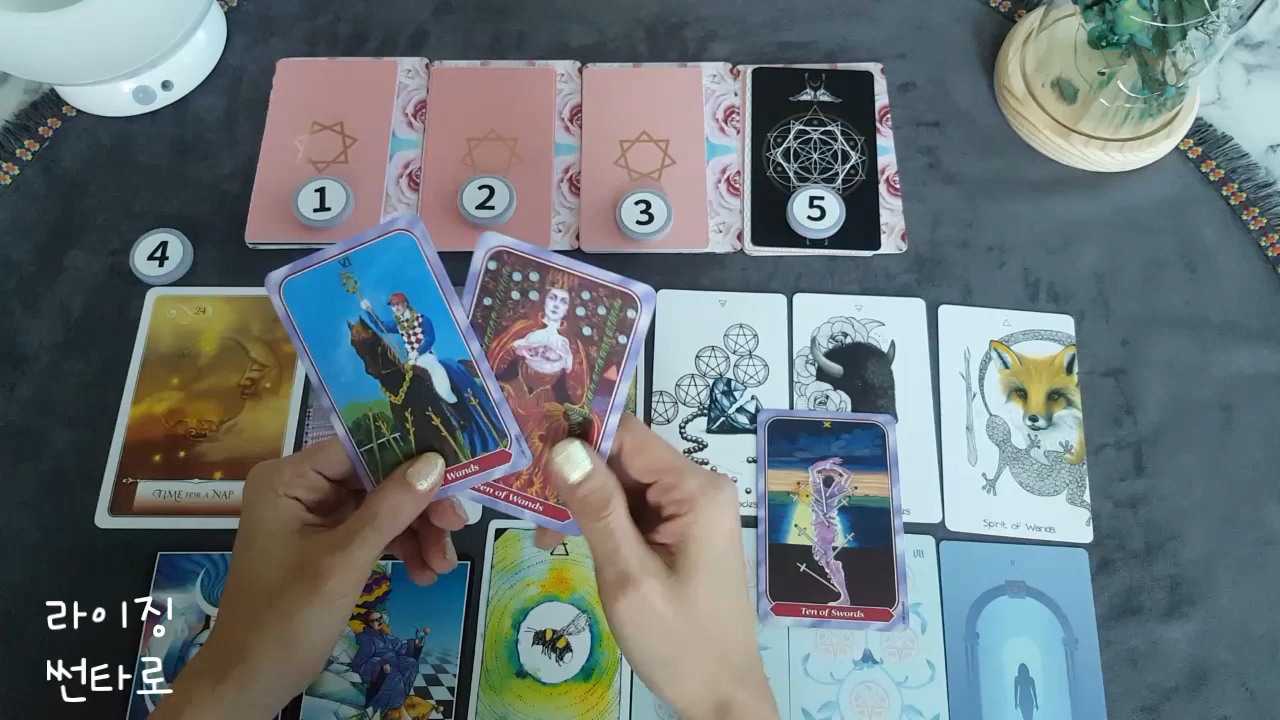 1
2
3
5
4
24
TIME FOR A NAP
VI
Wands
Ten of Wands
X
Ten of Swords
Spirit of Wands
VII
라이징
썬타로